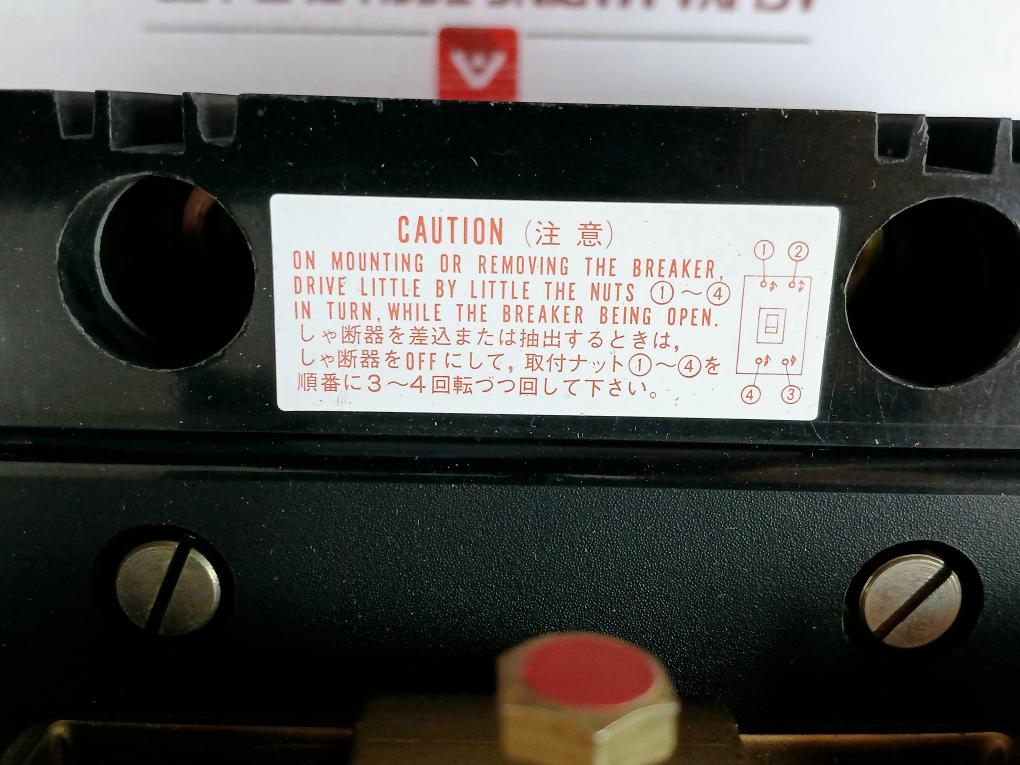 CAUTION (注 意)
ON MOUNTING OR REMOVING THE BREAKER,
DRIVE LITTLE BY LITTLE THE NUTS ①～④
IN TURN, WHILE THE BREAKER BEING OPEN.
しゃ断器を差込または抽出するときは,
しゃ断器をOFFにして, 取付ナット①～④を
順番に3～4回転づつ回して下さい。
① ②
④ ③